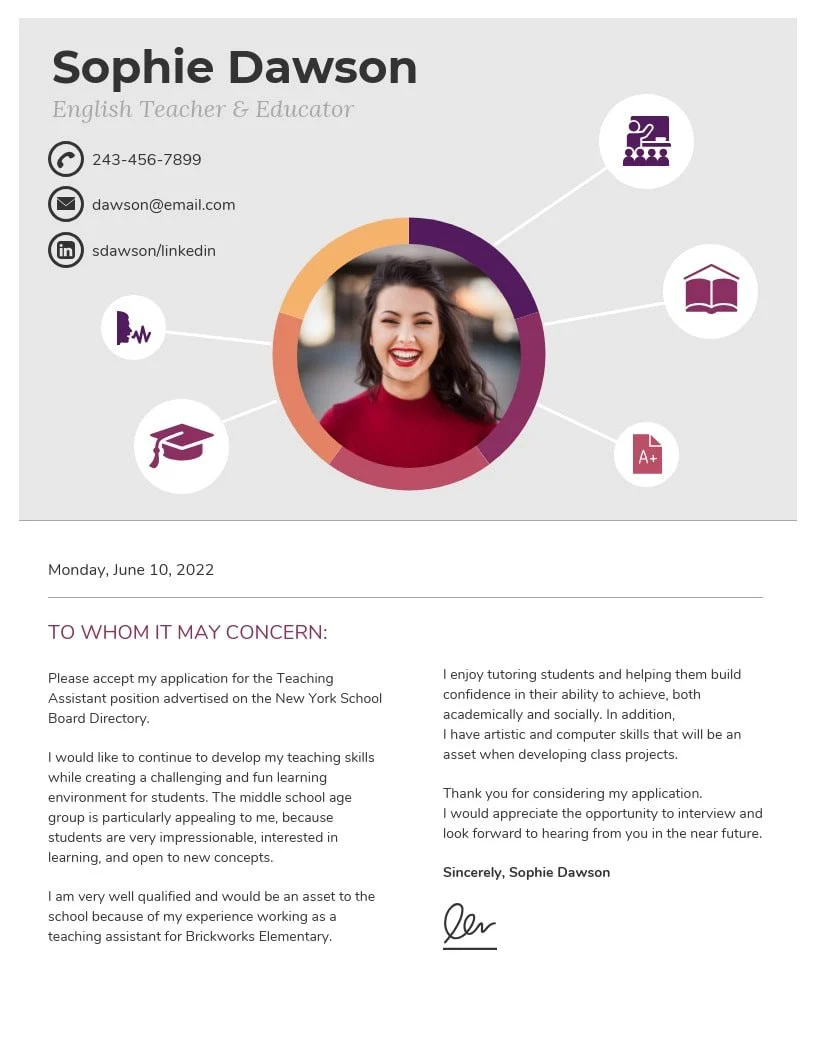 Sophie Dawson
English Teacher & Educator
243-456-7899
dawson@email.com
in
sdawson/linkedin
A+
Monday, June 10, 2022
TO WHOM IT MAY CONCERN:
Please accept my application for the Teaching
Assistant position advertised on the New York School
Board Directory.
I would like to continue to develop my teaching skills
while creating a challenging and fun learning
environment for students. The middle school age
group is particularly appealing to me, because
students are very impressionable, interested in
learning, and open to new concepts.
I am very well qualified and would be an asset to the
school because of my experience working as a
teaching assistant for Brickworks Elementary.
I enjoy tutoring students and helping them build
confidence in their ability to achieve, both
academically and socially. In addition,
I have artistic and computer skills that will be an
asset when developing class projects.
Thank you for considering my application.
I would appreciate the opportunity to interview and
look forward to hearing from you in the near future.
Sincerely, Sophie Dawson